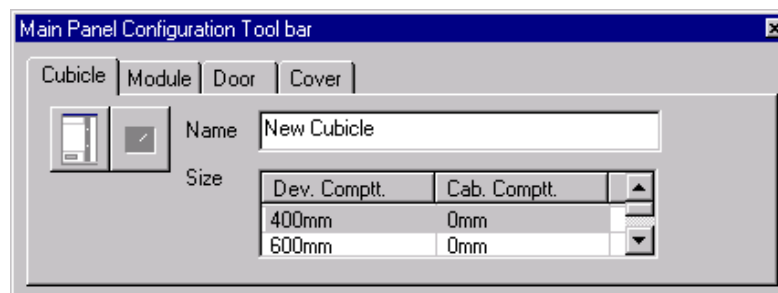 Main Panel Configuration Tool bar
Cubicle Module Door Cover
Name New Cubicle
Size
Dev. Comptt. Cab. Comptt.
400mm 0mm
600mm 0mm